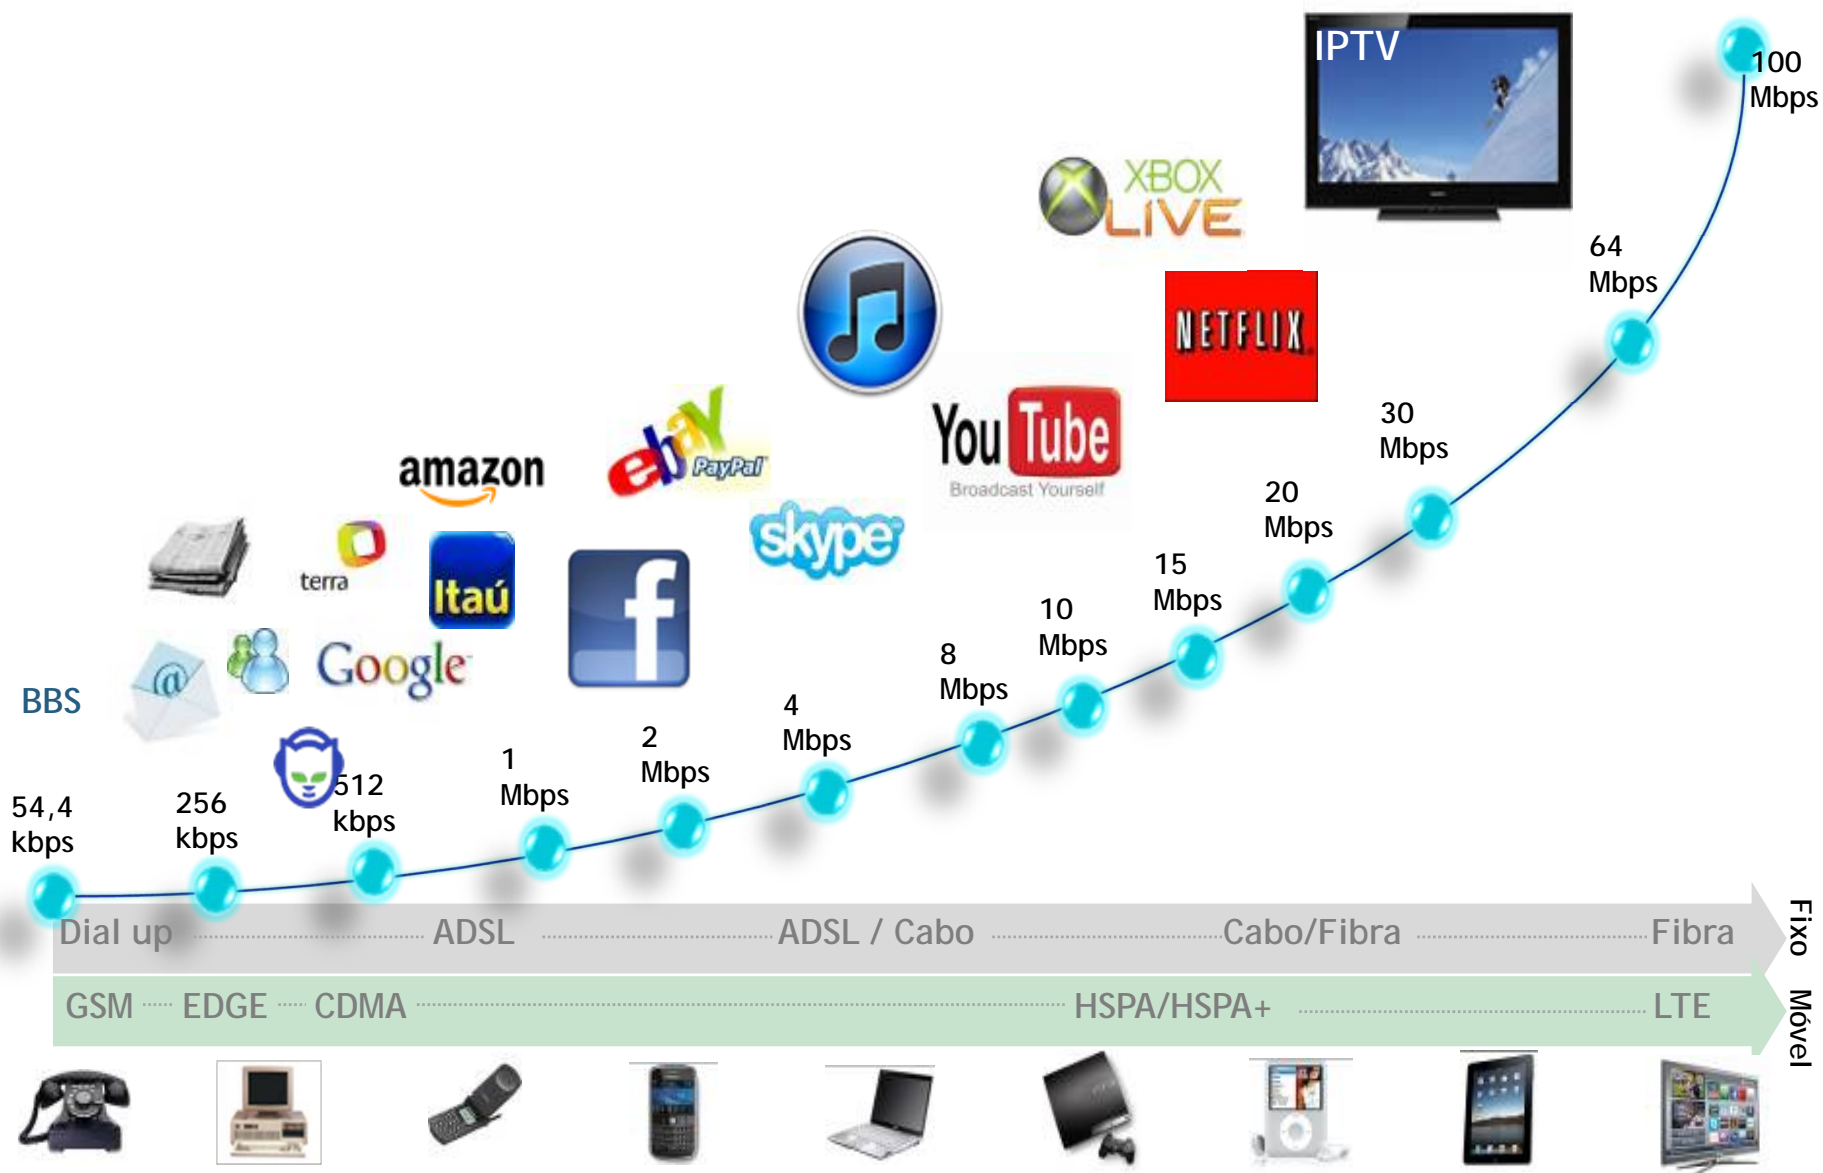 IPTV
100
Mbps
XBOX
LIVE
64
Mbps
NETFLIX
30
Mbps
You Tube
Broadcast Yourself
amazon
ebay
PayPal
skype
20
Mbps
terra
Itaú
f
15
Mbps
10
Mbps
8
Mbps
Google
@
BBS
4
Mbps
2
Mbps
1
Mbps
512
kbps
256
kbps
54,4
kbps
Dial up
ADSL
ADSL / Cabo
Cabo/Fibra
Fibra
Fixo
GSM
EDGE
CDMA
HSPA/HSPA+
LTE
Móvel